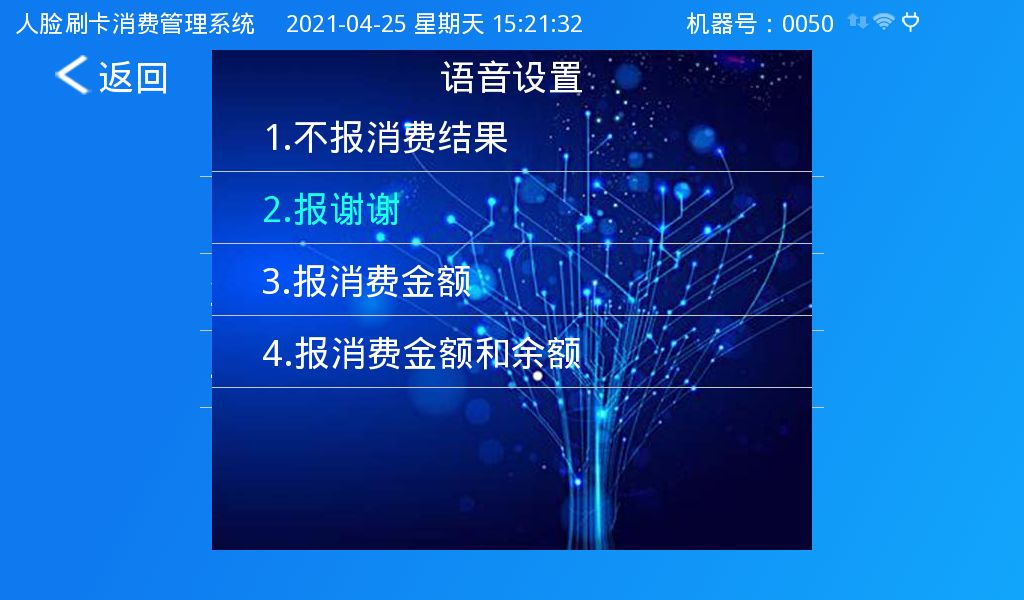 人脸刷卡消费管理系统 2021-04-25 星期天 15:21:32 机器号：0050
返回
语音设置
1.不报消费结果
2.报谢谢
3.报消费金额
4.报消费金额和余额